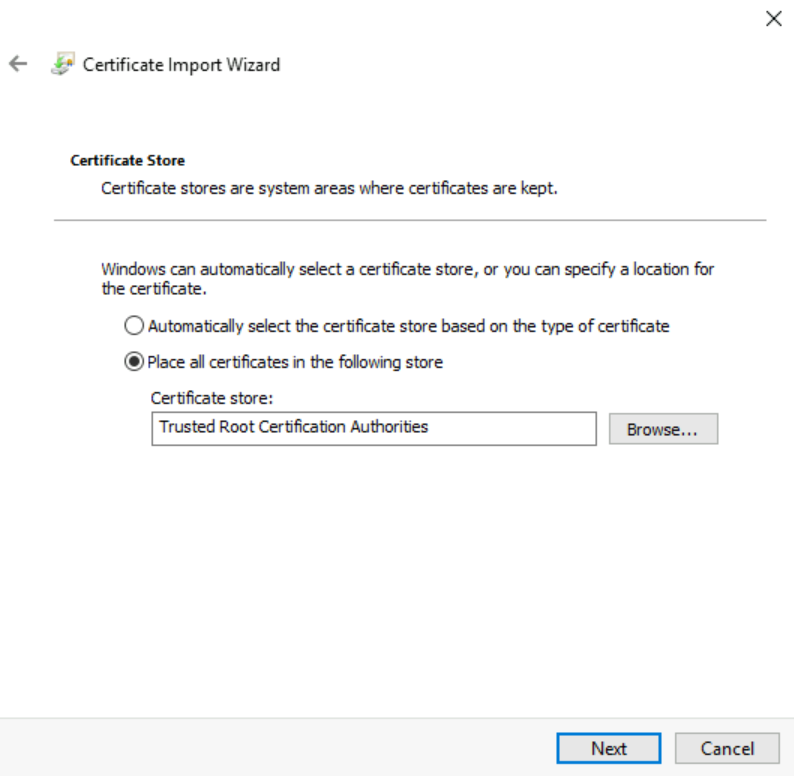 Certificate Import Wizard
Certificate Store
Certificate stores are system areas where certificates are kept.
Windows can automatically select a certificate store, or you can specify a location for
the certificate.
Automatically select the certificate store based on the type of certificate
Place all certificates in the following store
Certificate store:
Trusted Root Certification Authorities
Browse...
Next
Cancel